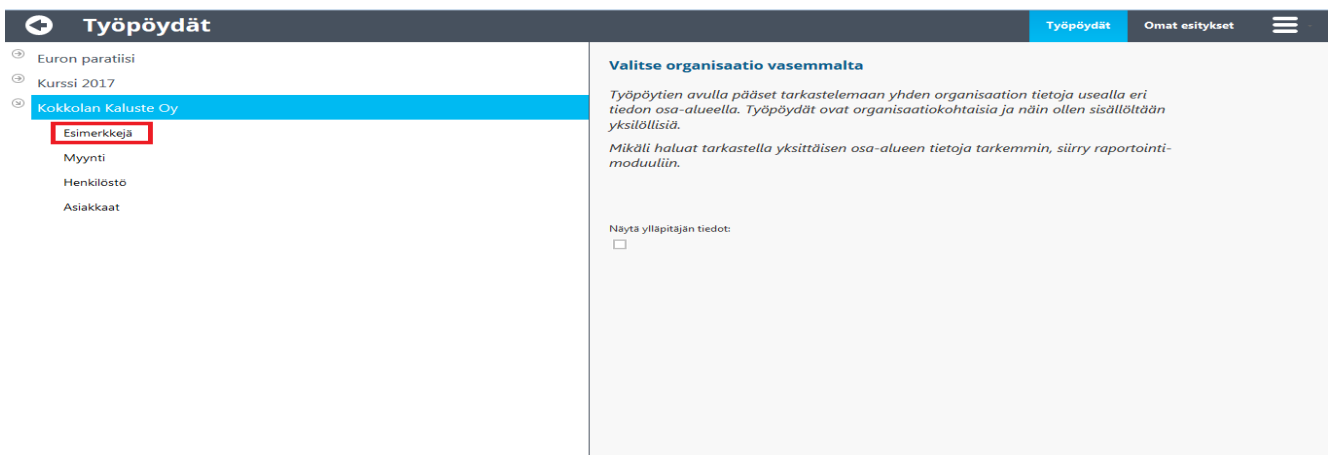 Työpöydät
Työpöydät
Omat esitykset
Euron paratiisi
Kurssi 2017
Kokkolan Kaluste Oy
Esimerkkejä
Myynti
Henkilöstö
Asiakkaat
Valitse organisaatio vasemmalta
Työpöytien avulla pääset tarkastelemaan yhden organisaation tietoja usealla eri
tiedon osa-alueella. Työpöydät ovat organisaatiokohtaisia ja näin ollen sisällöltään
yksilöllisiä.
Mikäli haluat tarkastella yksittäisen osa-alueen tietoja tarkemmin, siirry raportointi-
moduuliin.
Näytä ylläpitäjän tiedot: